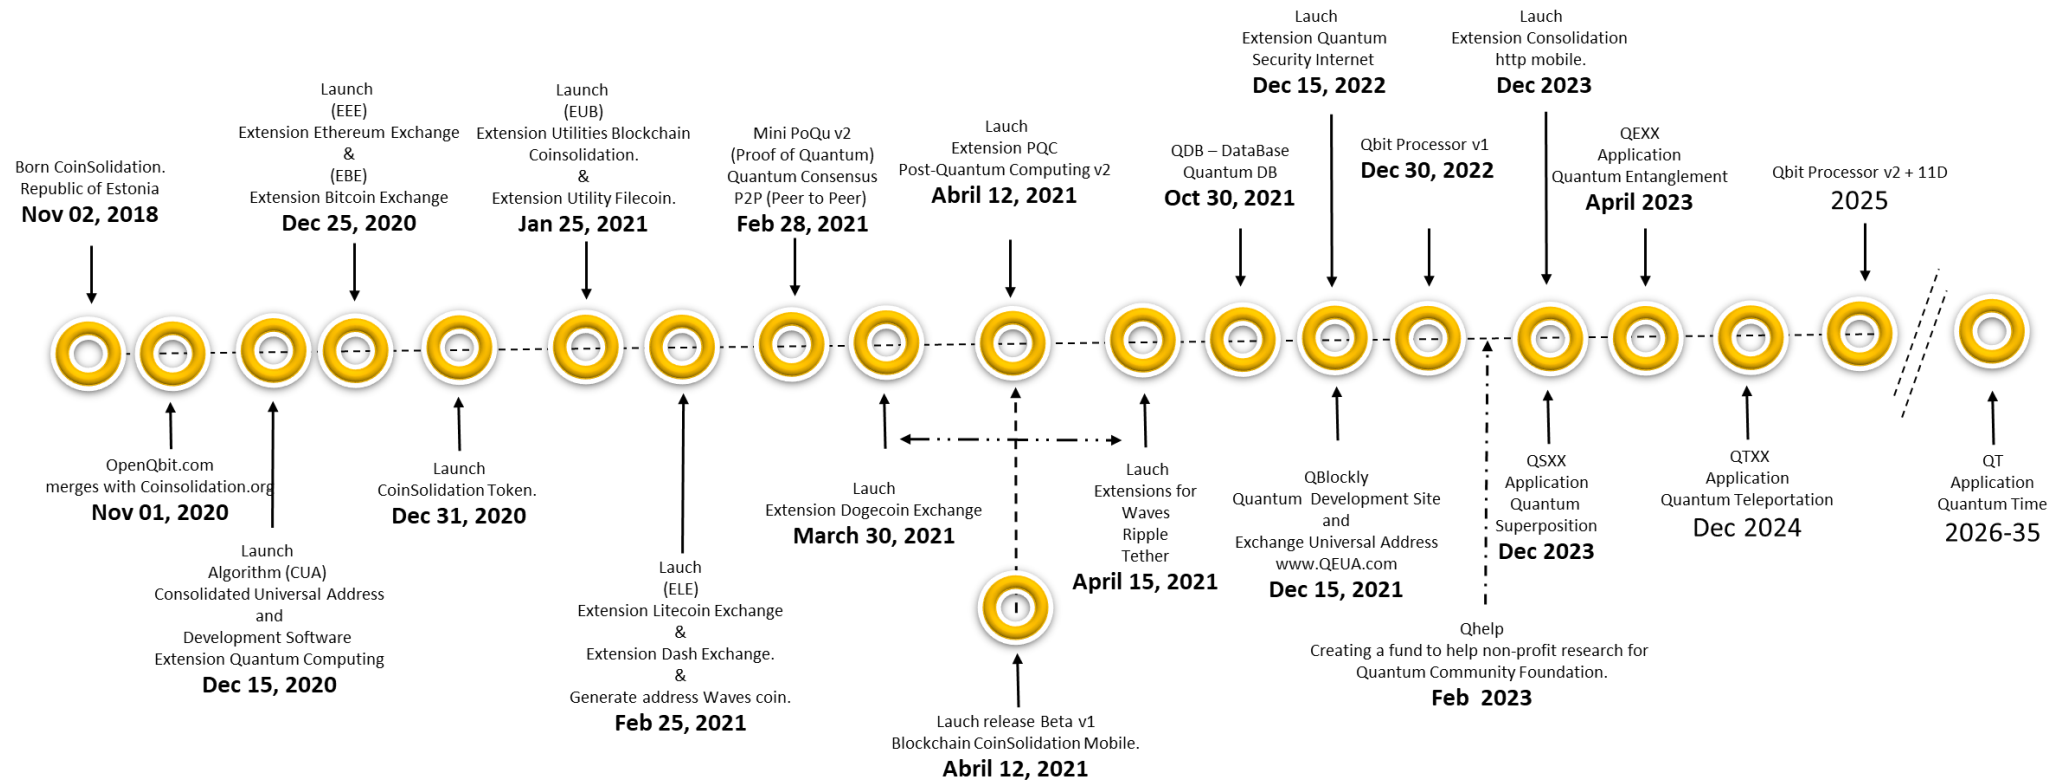 Born CoinSolidation.
Republic of Estonia
Nov 02, 2018
OpenQbit.com
merges with Coinsolidation.org
Nov 01, 2020
Launch
Algorithm (CUA)
Consolidated Universal Address
and
Development Software
Extension Quantum Computing
Dec 15, 2020
Launch
(EEE)
Extension Ethereum Exchange
&
(EBE)
Extension Bitcoin Exchange
Dec 25, 2020
Launch
CoinSolidation Token.
Dec 31, 2020
Launch
(EUB)
Extension Utilities Blockchain
Coinsolidation.
&
Extension Utility Filecoin.
Jan 25, 2021
Lauch
(ELE)
Extension Litecoin Exchange
&
Extension Dash Exchange.
&
Generate address Waves coin.
Feb 25, 2021
Mini PoQu v2
(Proof of Quantum)
Quantum Consensus
P2P (Peer to Peer)
Feb 28, 2021
Lauch
Extension Dogecoin Exchange
March 30, 2021
Lauch
Extension PQC
Post-Quantum Computing v2
Abril 12, 2021
Lauch release Beta v1
Blockchain CoinSolidation Mobile.
Abril 12, 2021
Lauch
Extensions for
Waves
Ripple
Tether
April 15, 2021
QDB – DataBase
Quantum DB
Oct 30, 2021
Lauch
Extension Quantum
Security Internet
Dec 15, 2022
QBlockly
Quantum Development Site
and
Exchange Universal Address
www.QEUA.com
Dec 15, 2021
Qbit Processor v1
Dec 30, 2022
Qhelp
Creating a fund to help non-profit research for
Quantum Community Foundation.
Feb 2023
Lauch
Extension Consolidation
http mobile.
Dec 2023
QSXX
Application
Quantum
Superposition
Dec 2023
QEXX
Application
Quantum Entanglement
April 2023
QTXX
Application
Quantum Teleportation
Dec 2024
Qbit Processor v2 + 11D
2025
QT
Application
Quantum Time
2026-35